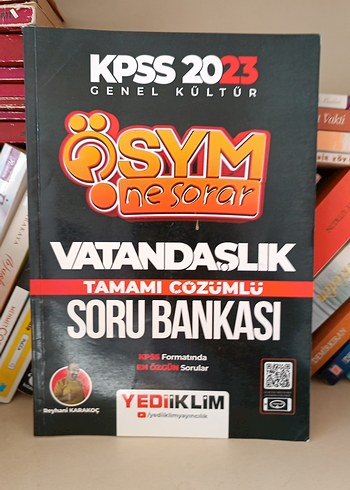 KPSS 2023
GENEL KÜLTÜR
ÖSYM
ne sorar
VATANDAŞLIK
TAMAMI ÇÖZÜMLÜ
SORU BANKASI
KPSS Formatında
EN ÖZGÜN Sorular
Beyhani KARAKOÇ
YEDİİKLİM
/yediiklimyayincilik
Vakti